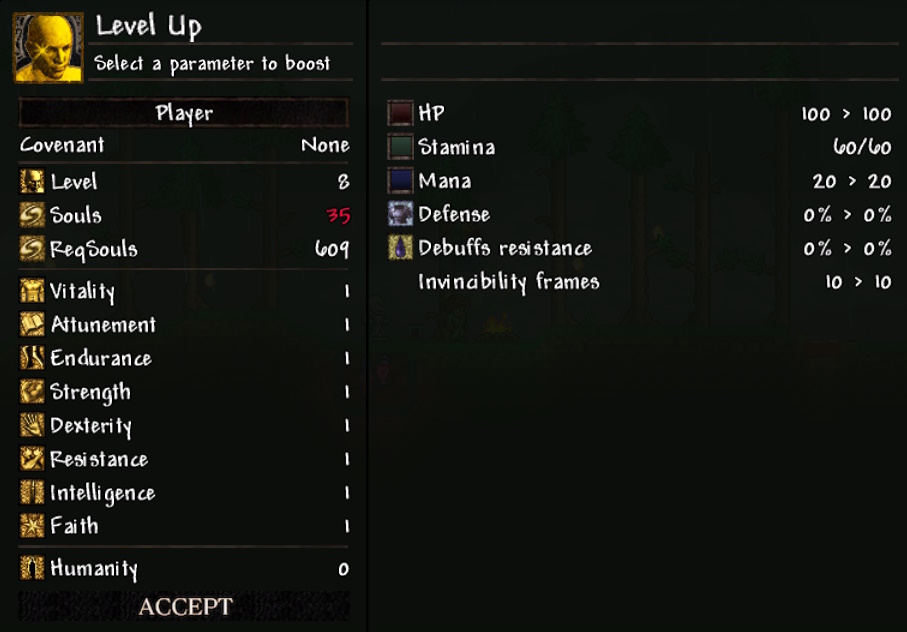 Level Up
Select a parameter to boost
Player
Covenant None
Level 8
Souls 35
ReqSouls 609
Vitality 1
Attunement 1
Endurance 1
Strength 1
Dexterity 1
Resistance 1
Intelligence 1
Faith 1
Humanity 0
ACCEPT
HP 100 > 100
Stamina 60/60
Mana 20 > 20
Defense 0% > 0%
Debuffs resistance 0% > 0%
Invincibility frames 10 > 10